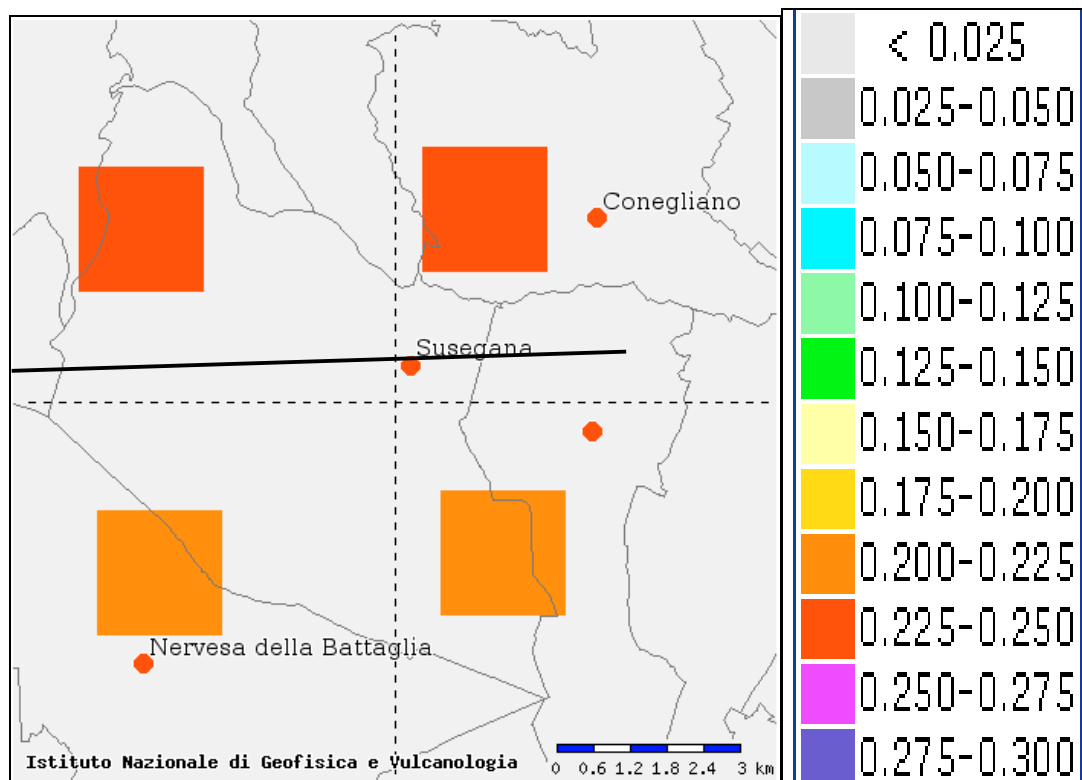 Conegliano
Susegana
Nervesa della Battaglia
Istituto Nazionale di Geofisica e Vulcanologia
0 0.6 1.2 1.8 2.4 3 km
< 0.025
0.025-0.050
0.050-0.075
0.075-0.100
0.100-0.125
0.125-0.150
0.150-0.175
0.175-0.200
0.200-0.225
0.225-0.250
0.250-0.275
0.275-0.300